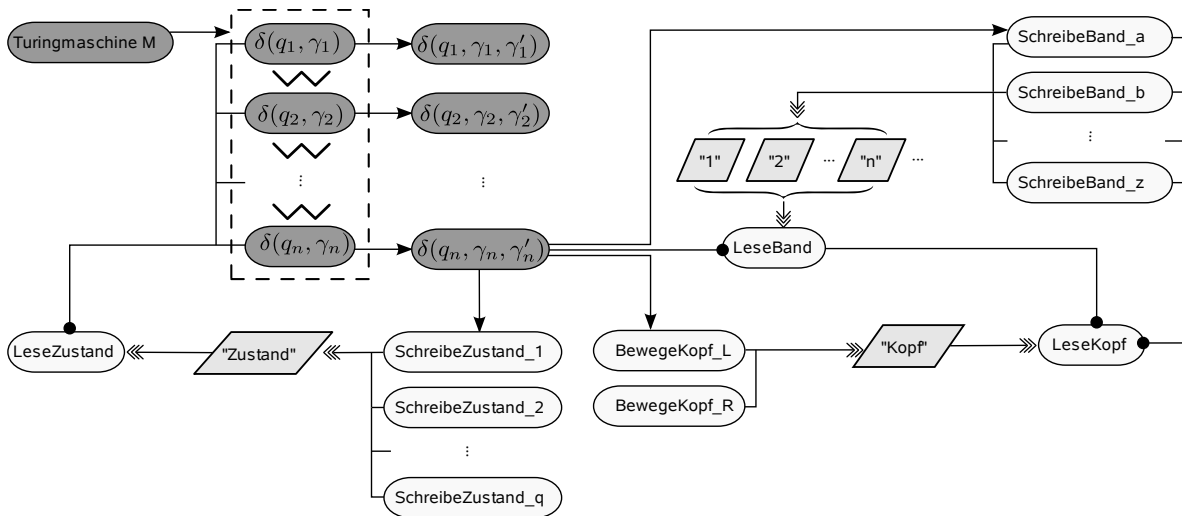 Turingmaschine M
δ(q₁, γ₁)
δ(q₁, γ₁, γ′₁)
SchreibeBand_a
δ(q₂, γ₂)
δ(q₂, γ₂, γ′₂)
SchreibeBand_b
...
"1"
"2"
...
"n"
...
...
...
SchreibeBand_z
δ(qₙ, γₙ)
δ(qₙ, γₙ, γ′ₙ)
LeseBand
LeseZustand
"Zustand"
SchreibeZustand_1
BewegeKopf_L
"Kopf"
LeseKopf
SchreibeZustand_2
BewegeKopf_R
...
SchreibeZustand_q